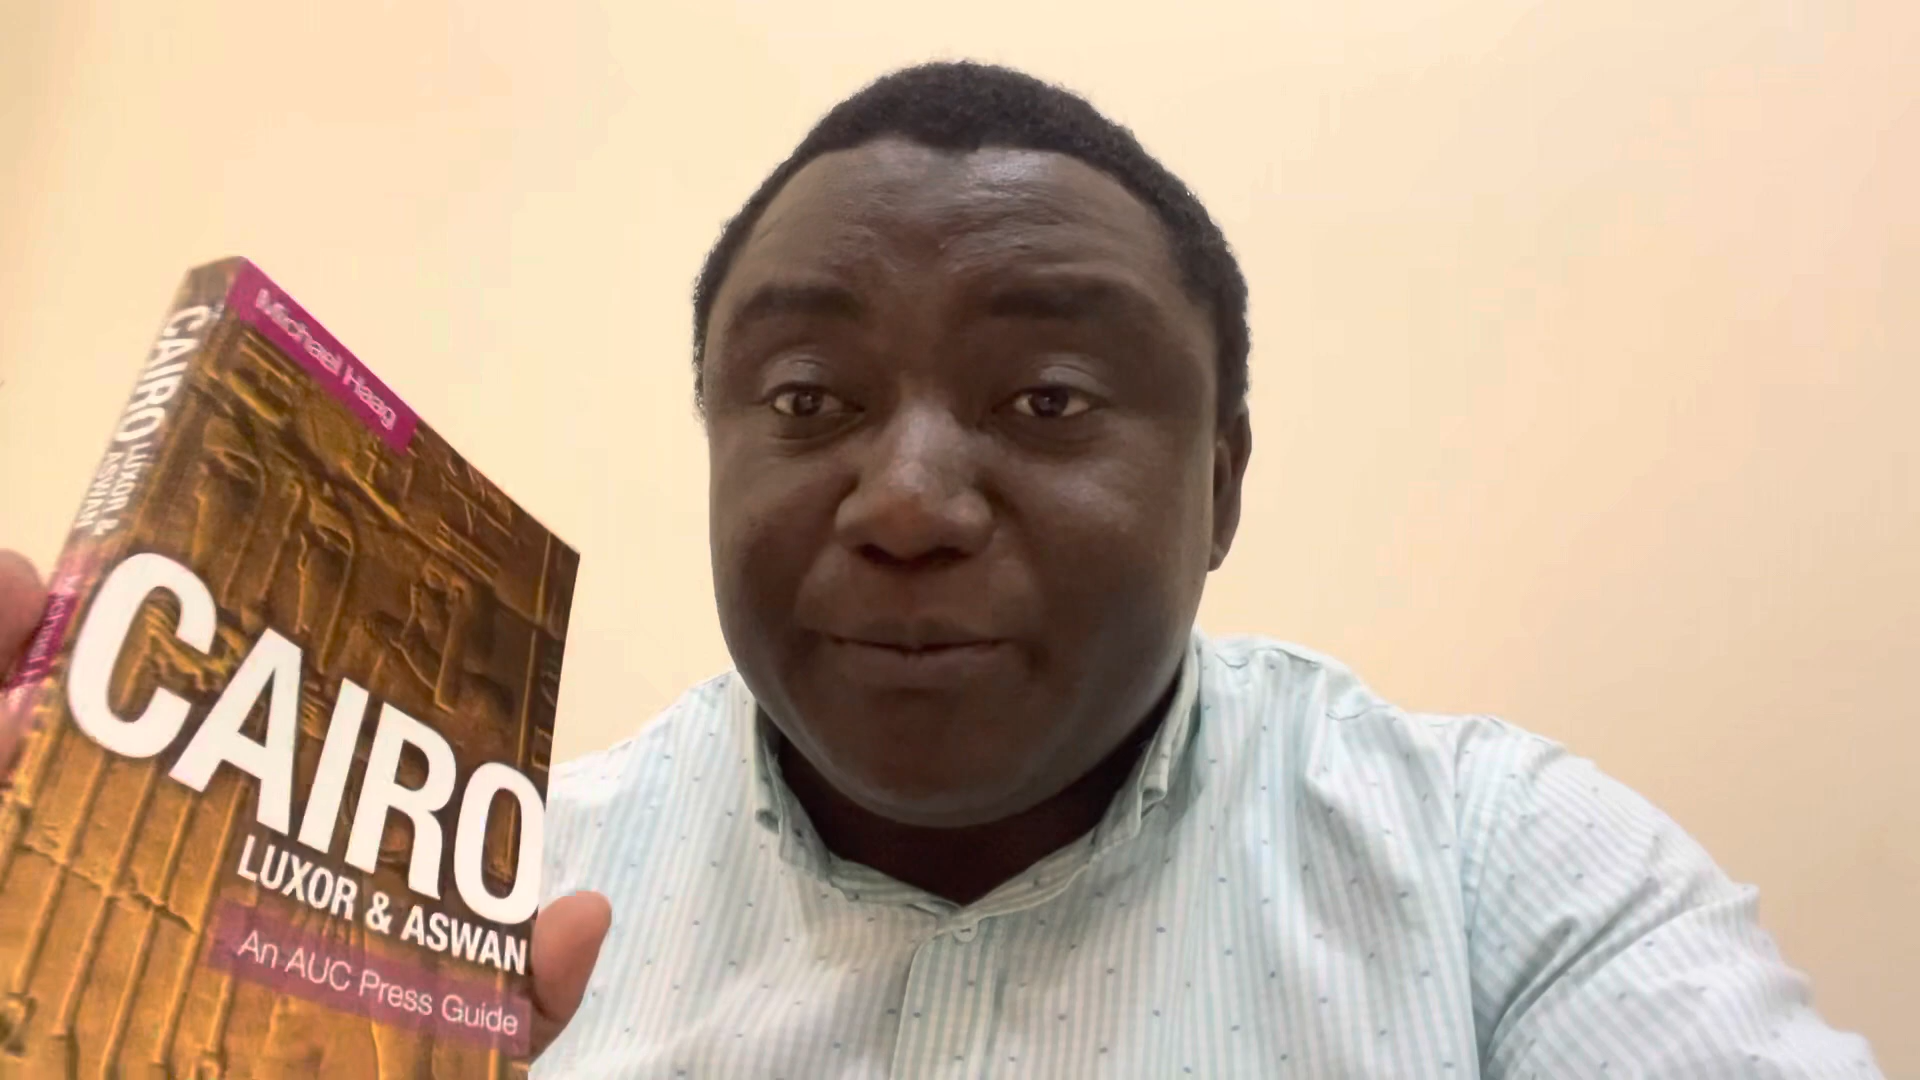 Michael Haag
CAIRO
LUXOR & ASWAN
An AUC Press Guide
CAIRO LUXOR &
ASWAN